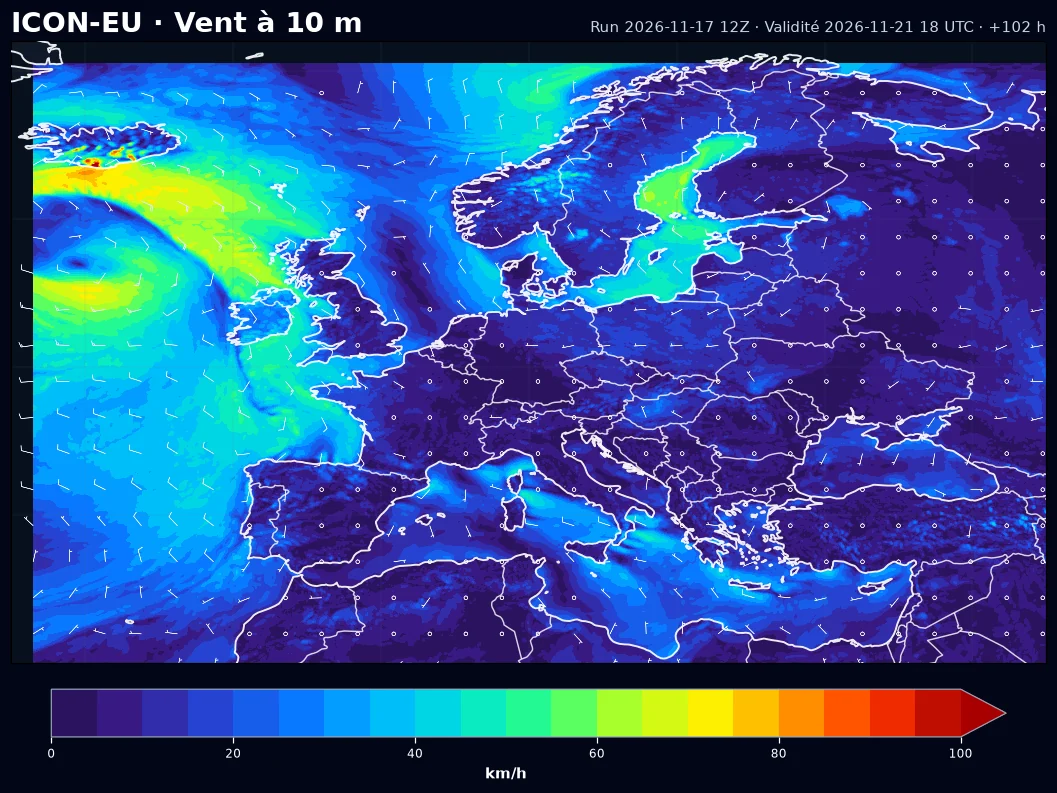 ICON-EU · Vent à 10 m
Run 2026-11-17 12Z · Validité 2026-11-21 18 UTC · +102 h
0 20 40 60 80 100
km/h